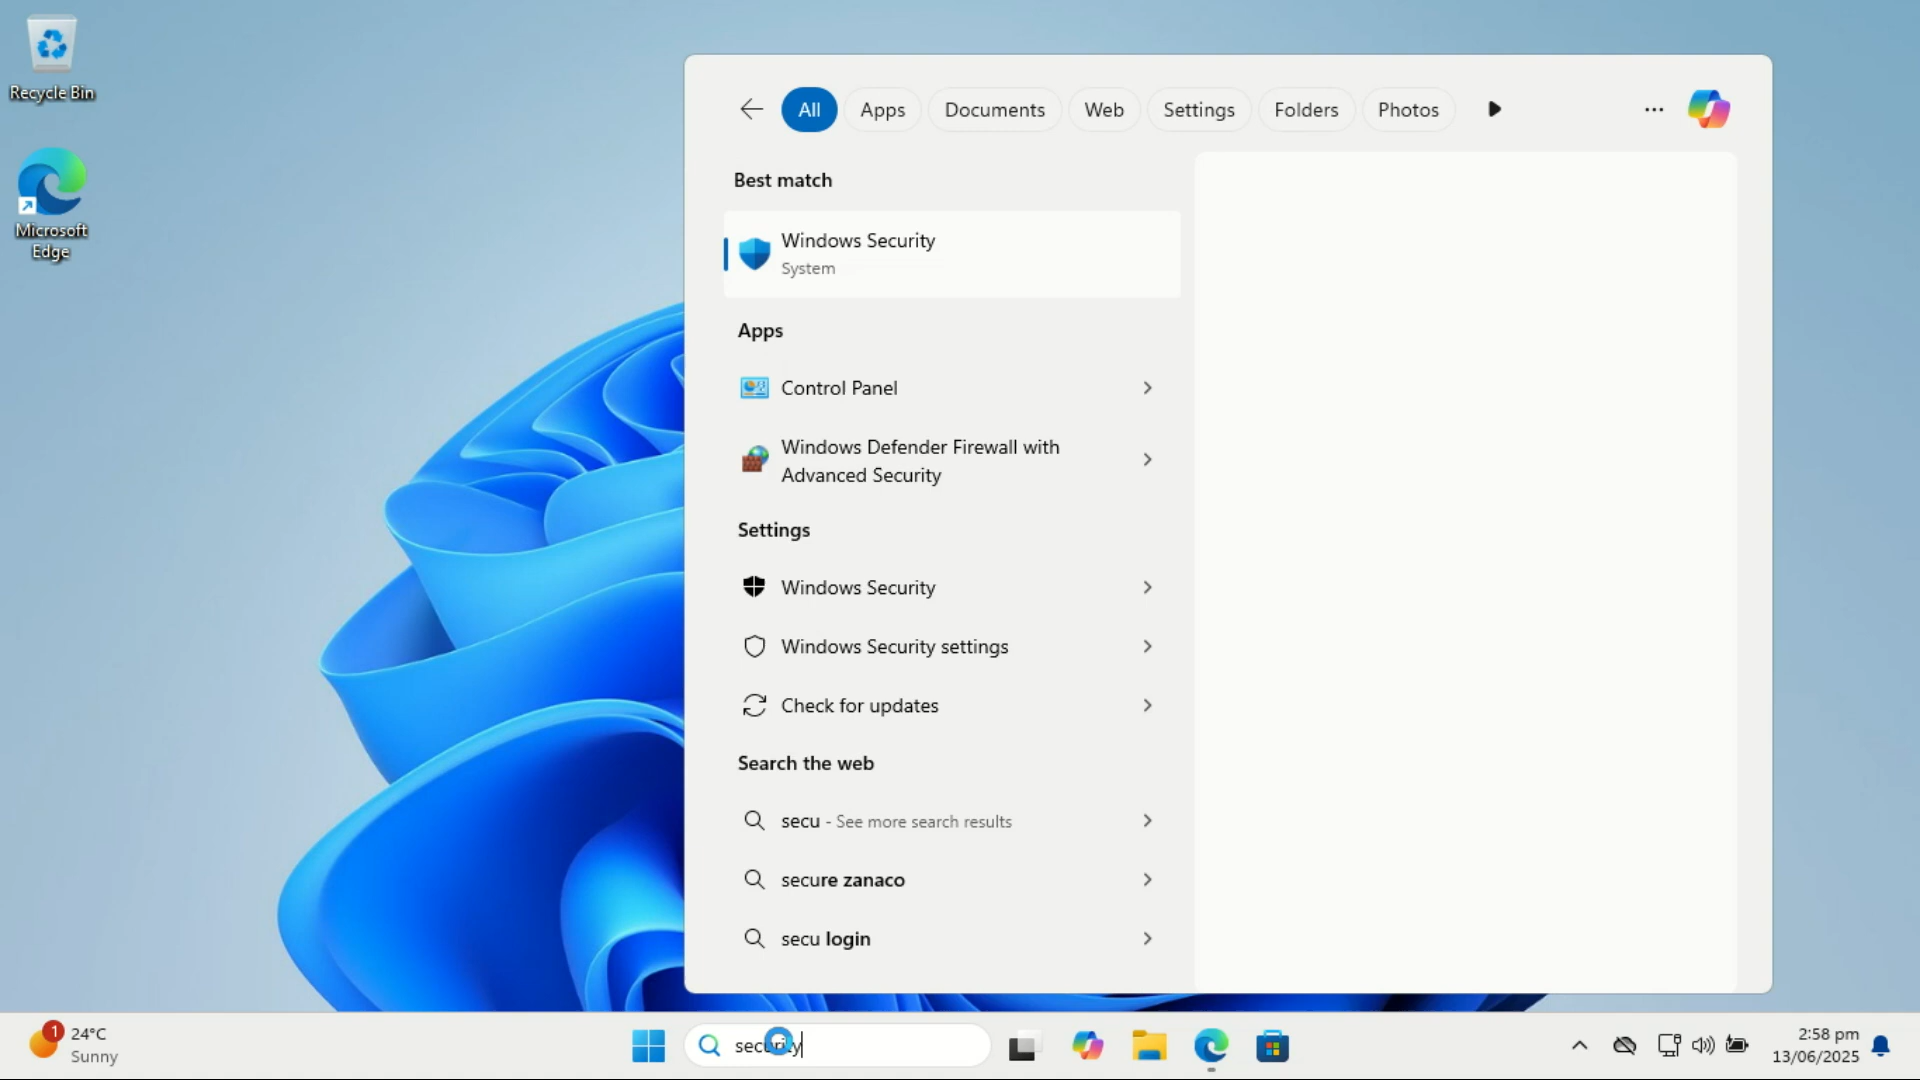 Recycle Bin
Microsoft
Edge
All
Apps
Documents
Web
Settings
Folders
Photos
Best match
Windows Security
System
Apps
Control Panel
Windows Defender Firewall with
Advanced Security
Settings
Windows Security
Windows Security settings
Check for updates
Search the web
secu - See more search results
secure zanaco
secu login
1
24°C
Sunny
security
2:58 pm
13/06/2025